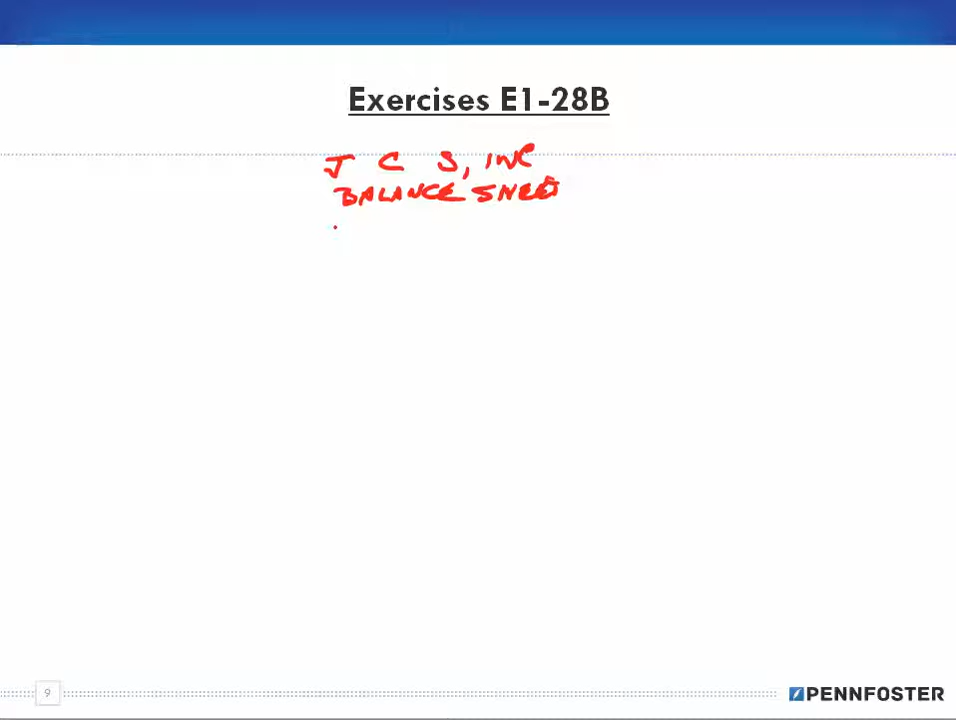 Exercises E1-28B
J C S, INC
BALANCE SHEET
9
PENNFOSTER